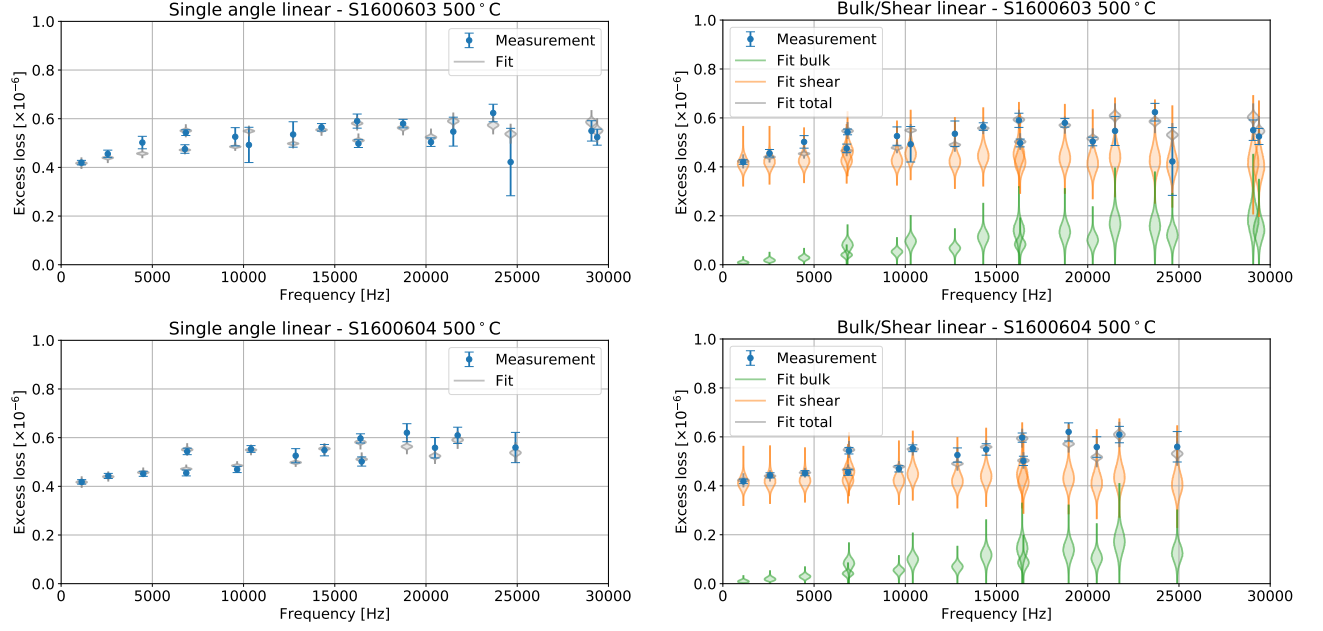 Single angle linear - S1600603 500°C
Excess loss [×10⁻⁶]
1.0
0.8
0.6
0.4
0.2
0.0
Measurement
Fit
0 5000 10000 15000 20000 25000 30000
Frequency [Hz]
Bulk/Shear linear - S1600603 500°C
Excess loss [×10⁻⁶]
1.0
0.8
0.6
0.4
0.2
0.0
Measurement
Fit bulk
Fit shear
Fit total
0 5000 10000 15000 20000 25000 30000
Frequency [Hz]
Single angle linear - S1600604 500°C
Excess loss [×10⁻⁶]
1.0
0.8
0.6
0.4
0.2
0.0
Measurement
Fit
0 5000 10000 15000 20000 25000 30000
Frequency [Hz]
Bulk/Shear linear - S1600604 500°C
Excess loss [×10⁻⁶]
1.0
0.8
0.6
0.4
0.2
0.0
Measurement
Fit bulk
Fit shear
Fit total
0 5000 10000 15000 20000 25000 30000
Frequency [Hz]